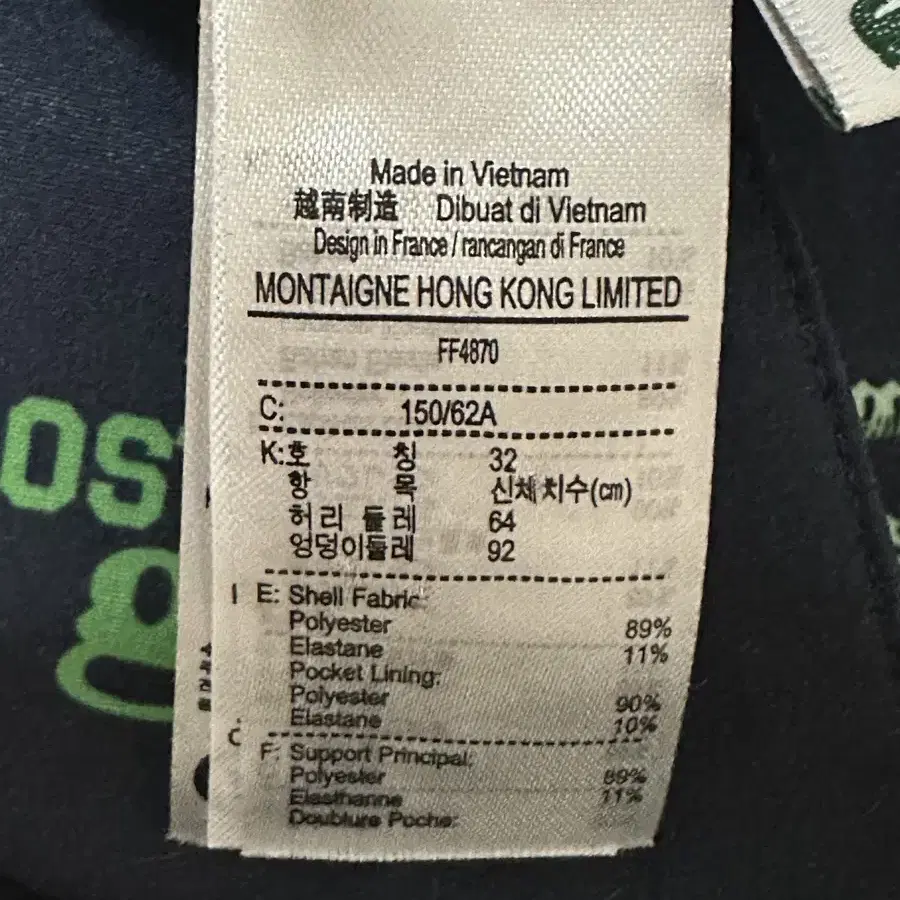 Made in Vietnam
越南制造 Dibuat di Vietnam
Design in France / rancangan di France
MONTAIGNE HONG KONG LIMITED
FF4870
C: 150/62A
K:호 칭 32
항 목 신체 치수(cm)
허리 둘레 64
엉덩이둘레 92
E: Shell Fabric:
Polyester 89%
Elastane 11%
Pocket Lining:
Polyester 90%
Elastane 10%
F: Support Principal:
Polyester 89%
Elasthanne 11%
Doublure Poche:
OS
g